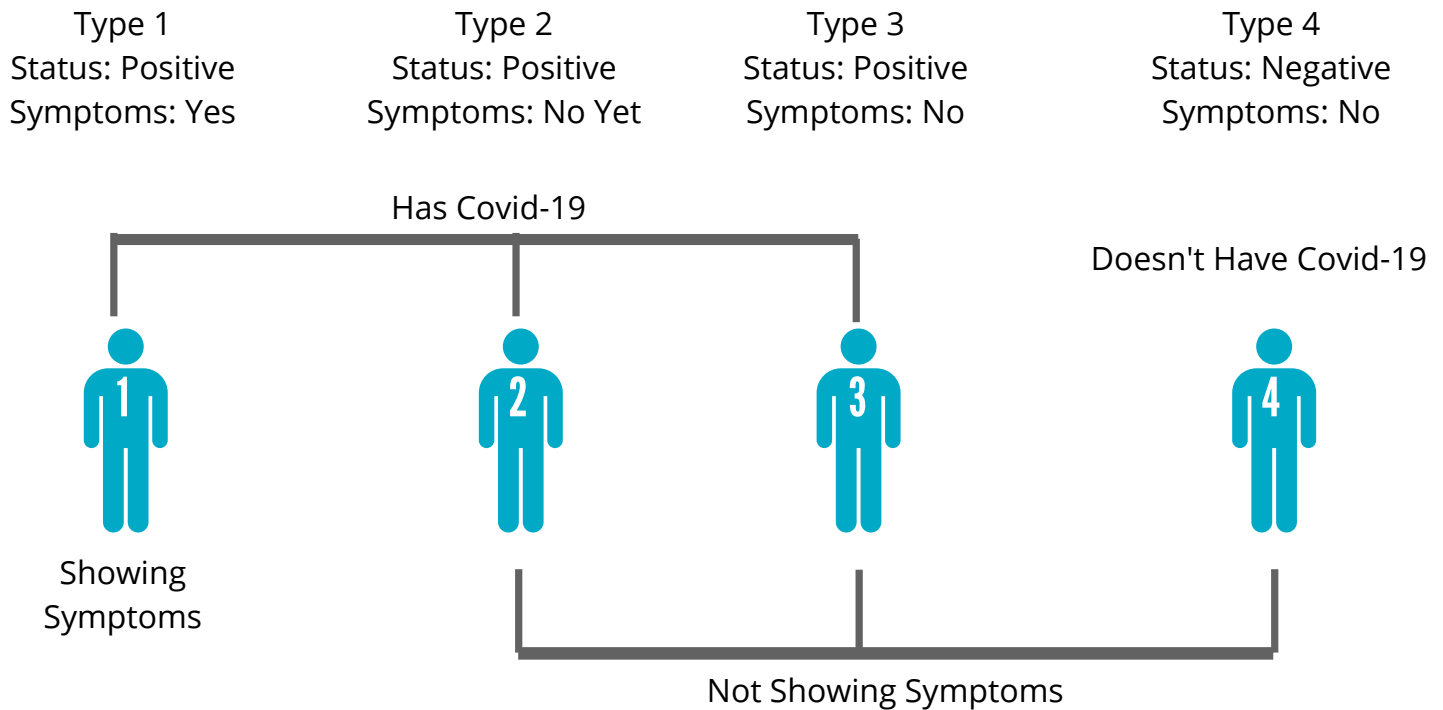 Type 1
Status: Positive
Symptoms: Yes
Type 2
Status: Positive
Symptoms: No Yet
Type 3
Status: Positive
Symptoms: No
Type 4
Status: Negative
Symptoms: No
Has Covid-19
Doesn't Have Covid-19
1
2
3
4
Showing
Symptoms
Not Showing Symptoms